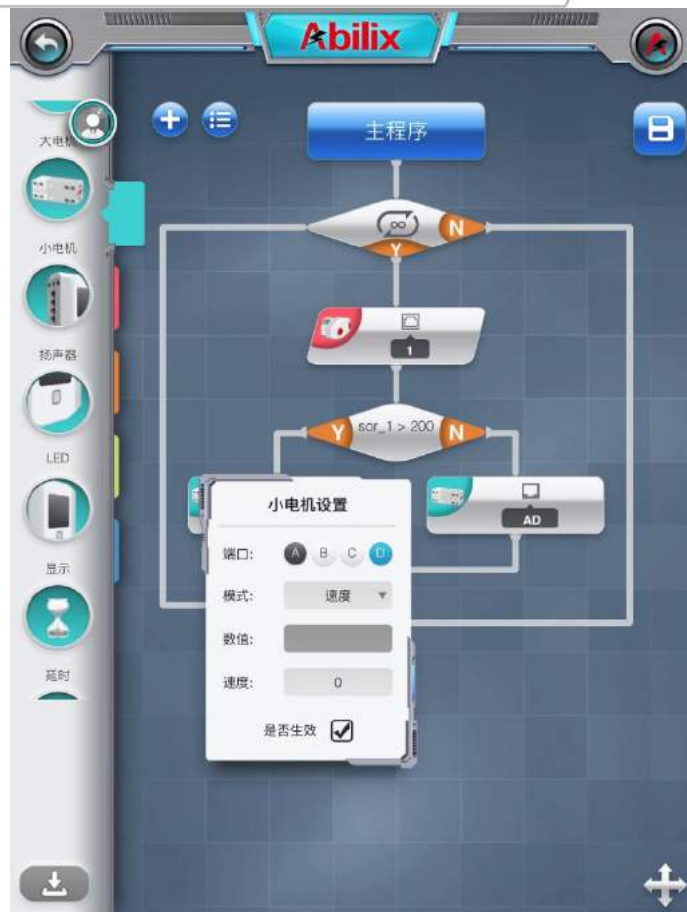 Abilix
大电机
主程序
小电机
N
Y
1
扬声器
Y
scr_1 > 200
N
LED
AD
显示
延时
小电机设置
端口: A B C D
模式: 速度
数值:
速度: 0
是否生效